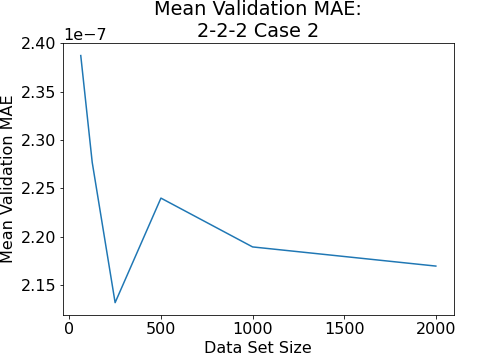 Mean Validation MAE:
2-2-2 Case 2
1e−7
2.40
2.35
2.30
2.25
2.20
2.15
Mean Validation MAE
0
500
1000
1500
2000
Data Set Size